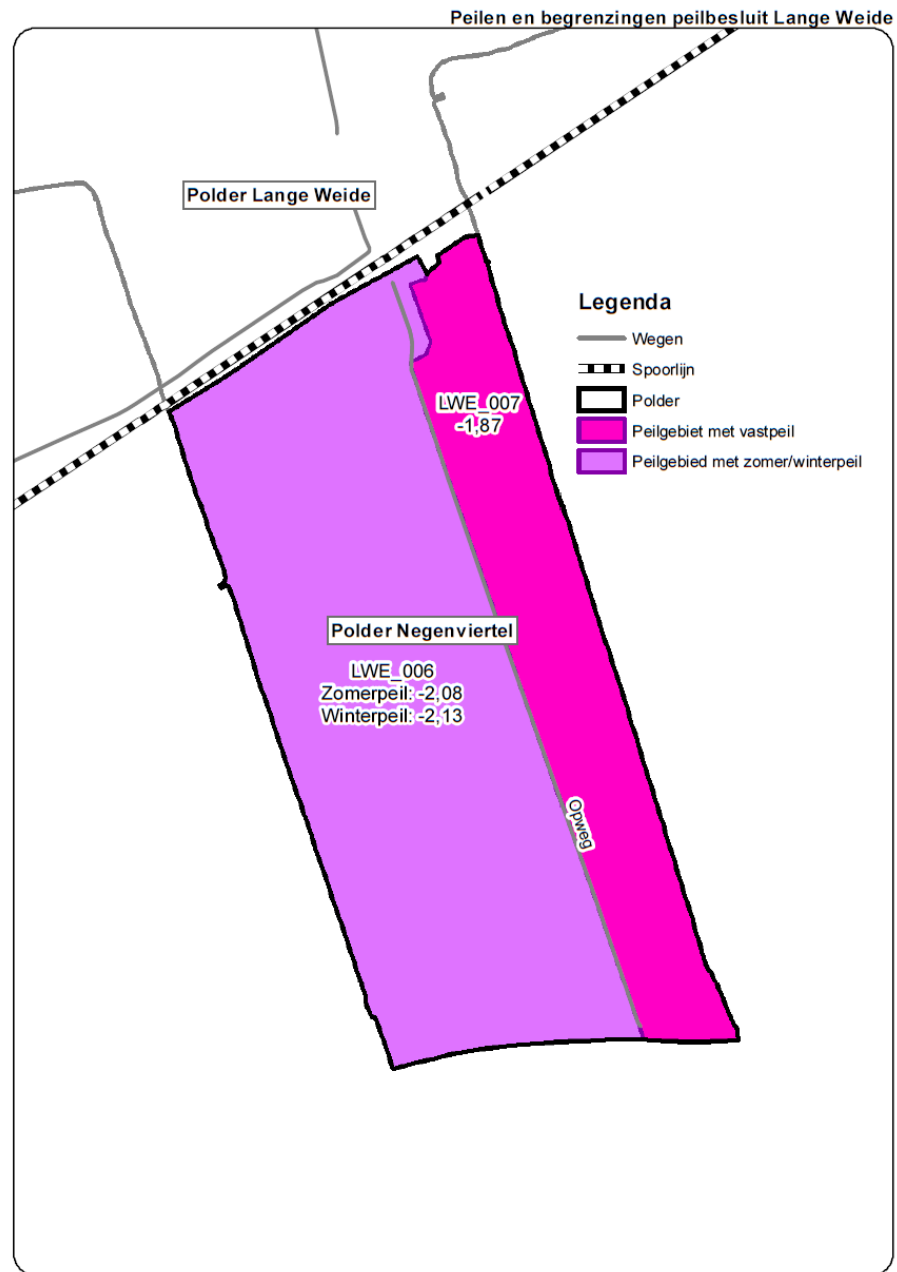 Peilen en begrenzingen peilbesluit Lange Weide
Polder Lange Weide
Legenda
Wegen
Spoorlijn
Polder
Peilgebiet met vastpeil
Peilgebied met zomer/winterpeil
LWE_007
-1,87
Polder Negenviertel
LWE_006
Zomerpeil: -2,08
Winterpeil: -2,13
Opweg